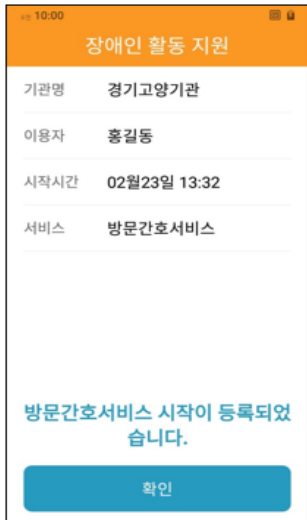 오전 10:00
장애인 활동 지원
기관명 경기고양기관
이용자 홍길동
시작시간 02월23일 13:32
서비스 방문간호서비스
방문간호서비스 시작이 등록되었
습니다.
확인